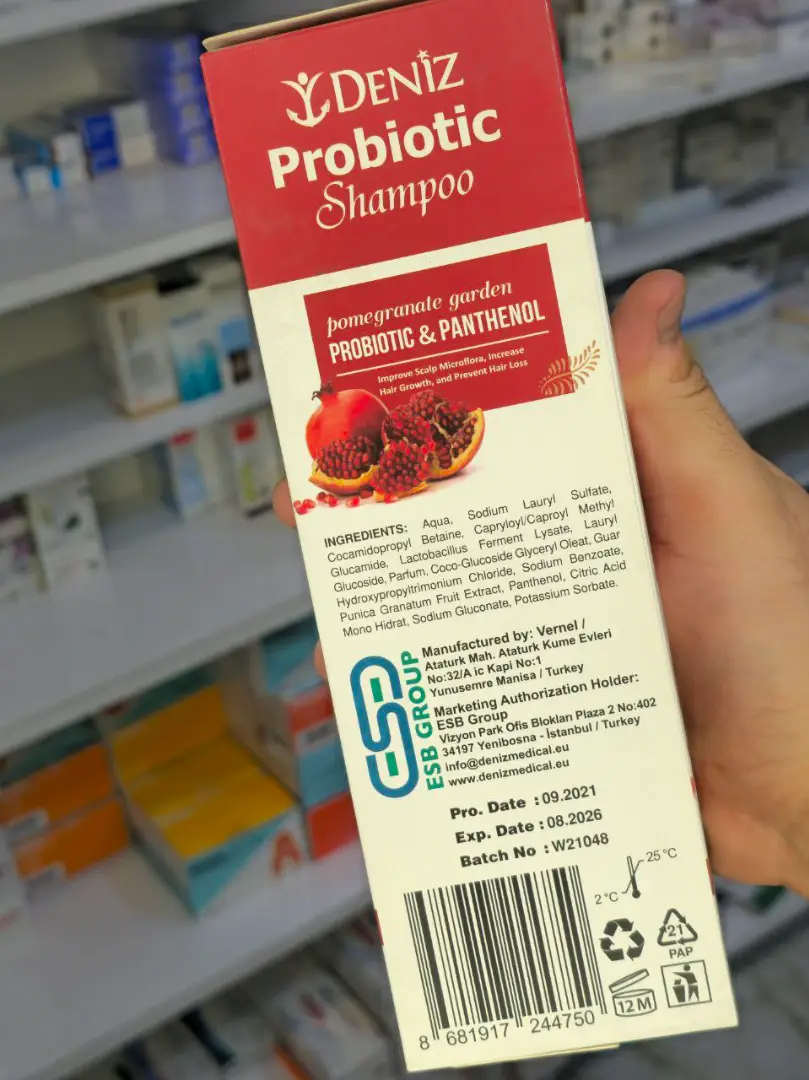 DENIZ
Probiotic
Shampoo
pomegranate garden
PROBIOTIC & PANTHENOL
Improve Scalp Microflora, Increase
Hair Growth, and Prevent Hair Loss
INGREDIENTS: Aqua, Sodium Lauryl Sulfate,
Cocamidopropyl Betaine, Capryloyl/Caproyl Methyl
Glucamide, Lactobacillus Ferment Lysate, Lauryl
Glucoside, Parfum, Coco-Glucoside Glyceryl Oleat, Guar
Hydroxypropyltrimonium Chloride, Sodium Benzoate,
Punica Granatum Fruit Extract, Panthenol, Citric Acid
Mono Hidrat, Sodium Gluconate, Potassium Sorbate.
ESB GROUP
Manufactured by: Vernel /
Ataturk Mah. Ataturk Kume Evleri
No:32/A ic Kapi No:1
Yunusemre Manisa / Turkey
Marketing Authorization Holder:
ESB Group
Vizyon Park Ofis Bloklan Plaza 2 No:402
34197 Yenibosna - İstanbul / Turkey
info@denizmedical.eu
www.denizmedical.eu
Pro. Date : 09.2021
Exp. Date : 08.2026
Batch No : W21048
25 °C
2 °C
21
PAP
12 M
8 681917 244750